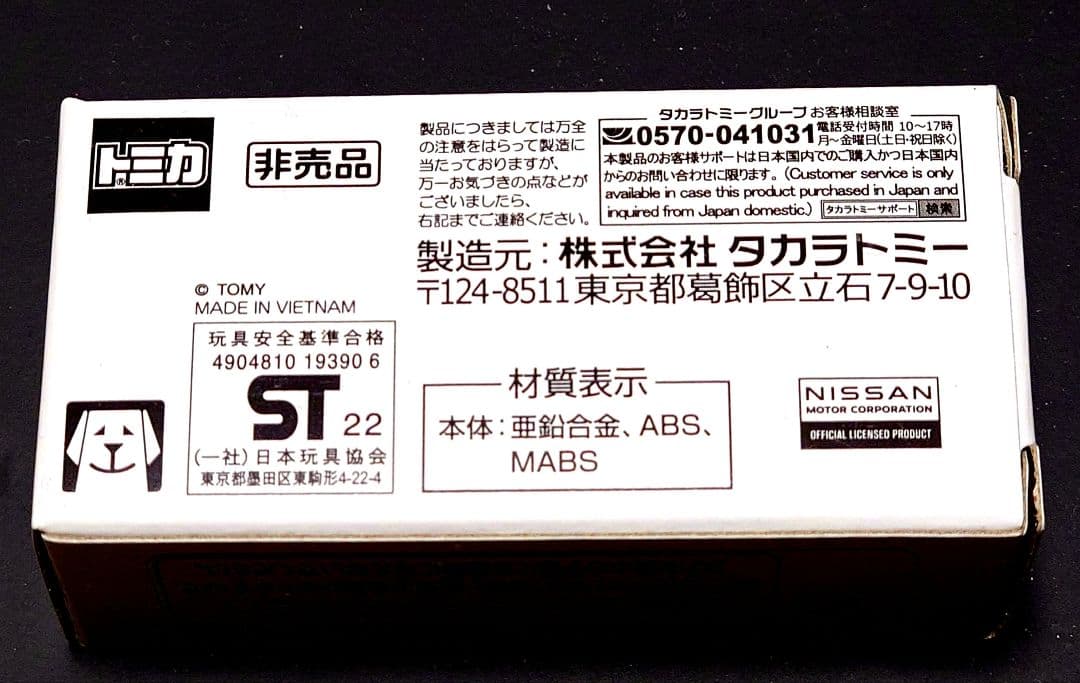 トミカ
®
非売品
製品につきましては万全
の注意をはらって製造に
当たっておりますが、
万一お気づきの点などが
ございましたら、
右記までご連絡ください。
タカラトミーグループ お客様相談室
0570-041031 電話受付時間 10~17時
月~金曜日(土日・祝日除く)
本製品のお客様サポートは日本国内でのご購入かつ日本国内
からのお問い合わせに限ります。(Customer service is only
available in case this product purchased in Japan and
inquired from Japan domestic.) タカラトミーサポート 検索
製造元:株式会社 タカラトミー
〒124-8511東京都葛飾区立石7-9-10
© TOMY
MADE IN VIETNAM
玩具安全基準合格
4904810 19390 6
ST 22
(一社)日本玩具協会
東京都墨田区東駒形4-22-4
材質表示
本体:亜鉛合金、ABS、
MABS
NISSAN
MOTOR CORPORATION
OFFICIAL LICENSED PRODUCT